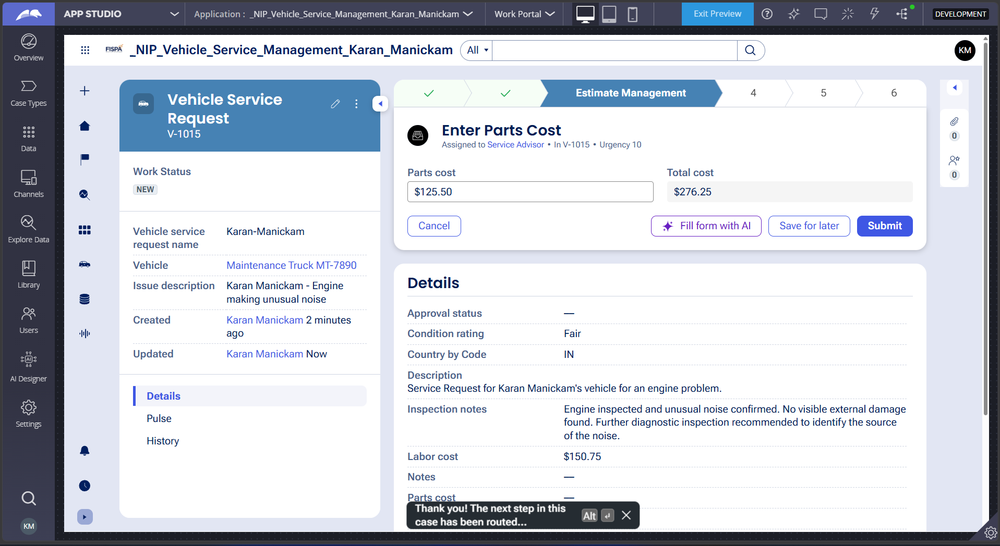 APP STUDIO
Application : _NIP_Vehicle_Service_Management_Karan_Manickam
Work Portal
Exit Preview
DEVELOPMENT
Overview
Case Types
Data
Channels
Explore Data
Library
Users
AI
AI Designer
Settings
KM
FISPA
_NIP_Vehicle_Service_Management_Karan_Manickam
All
KM
Vehicle Service
Request
V-1015
Work Status
NEW
Vehicle service
request name
Karan-Manickam
Vehicle
Maintenance Truck MT-7890
Issue description
Karan Manickam - Engine
making unusual noise
Created
Karan Manickam 2 minutes
ago
Updated
Karan Manickam Now
Details
Pulse
History
Estimate Management
4
5
6
Enter Parts Cost
Assigned to Service Advisor • In V-1015 • Urgency 10
Parts cost
$125.50
Total cost
$276.25
Cancel
Fill form with AI
Save for later
Submit
0
0
Details
Approval status
—
Condition rating
Fair
Country by Code
IN
Description
Service Request for Karan Manickam's vehicle for an engine problem.
Inspection notes
Engine inspected and unusual noise confirmed. No visible external damage
found. Further diagnostic inspection recommended to identify the source
of the noise.
Labor cost
$150.75
Notes
—
Parts cost
—
Thank you! The next step in this
case has been routed...
Alt